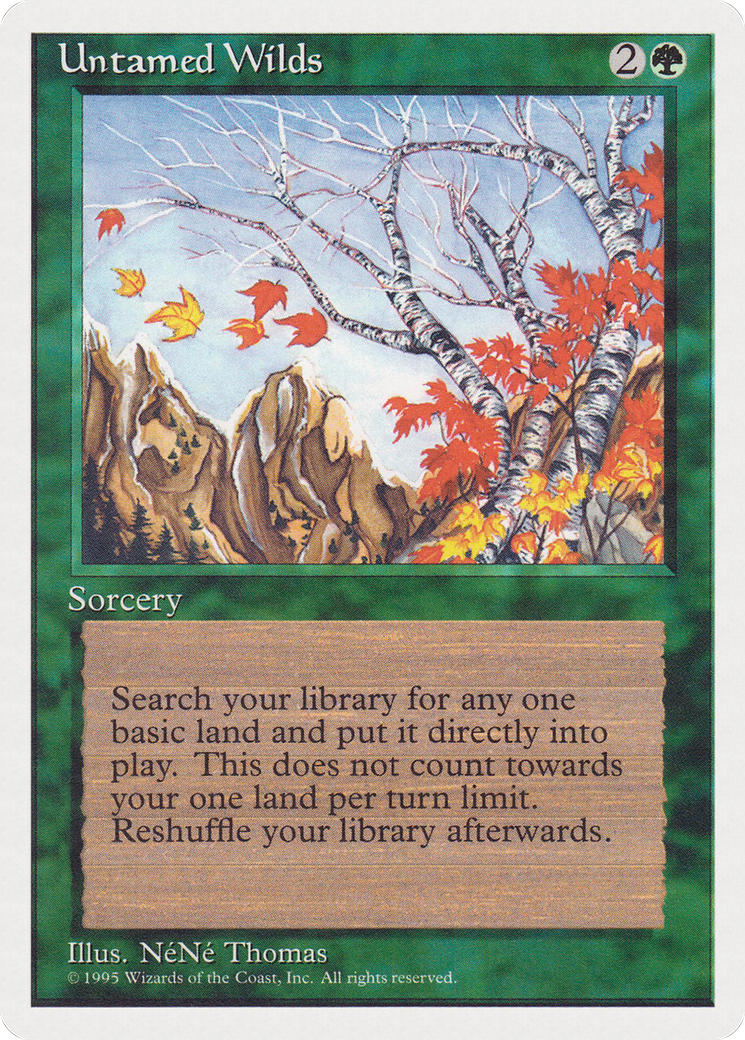 Untamed Wilds 2
Sorcery
Search your library for any one
basic land and put it directly into
play. This does not count towards
your one land per turn limit.
Reshuffle your library afterwards.
Illus. NéNé Thomas
© 1995 Wizards of the Coast, Inc. All rights reserved.